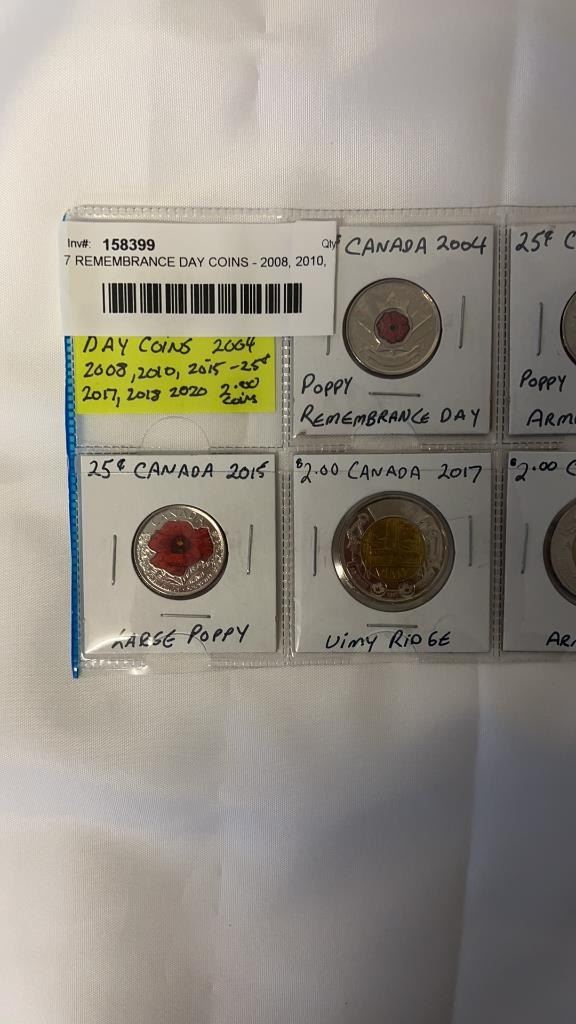 Inv#: 158399 Qty
7 REMEMBRANCE DAY COINS - 2008, 2010,
DAY COINS 2004
2008, 2010, 2015 - 25¢
2017, 2018 2020 2.00
COINS
CANADA 2004
POPPY
REMEMBRANCE DAY
25¢ C
POPPY
ARM
25¢ CANADA 2015
CANADA
LARGE POPPY
$2.00 CANADA 2017
VIMY RIDGE
$2.00 C
AR